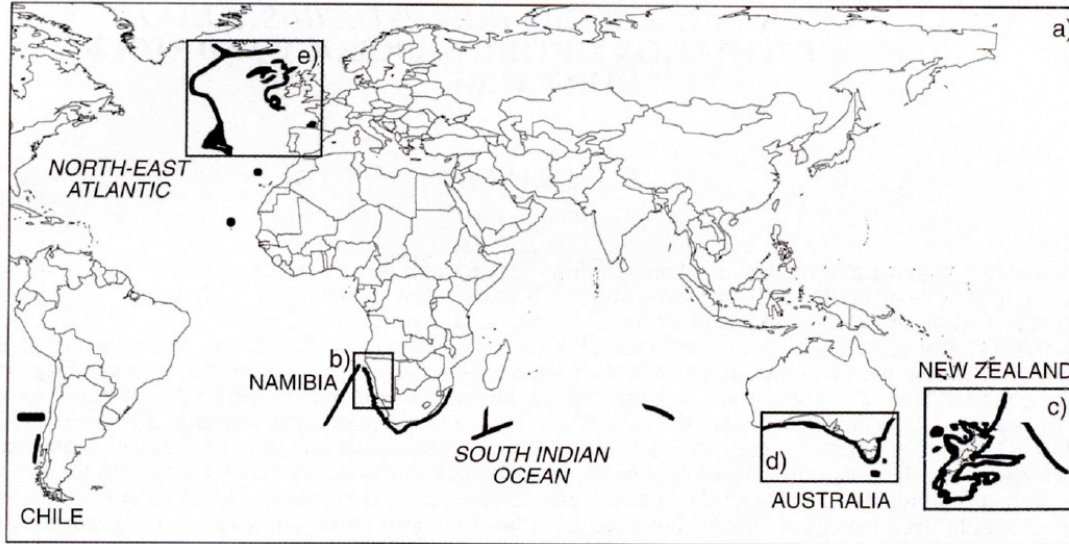 a)
e)
NORTH-EAST
ATLANTIC
b)
NAMIBIA
NEW ZEALAND
c)
SOUTH INDIAN
OCEAN
d)
AUSTRALIA
CHILE